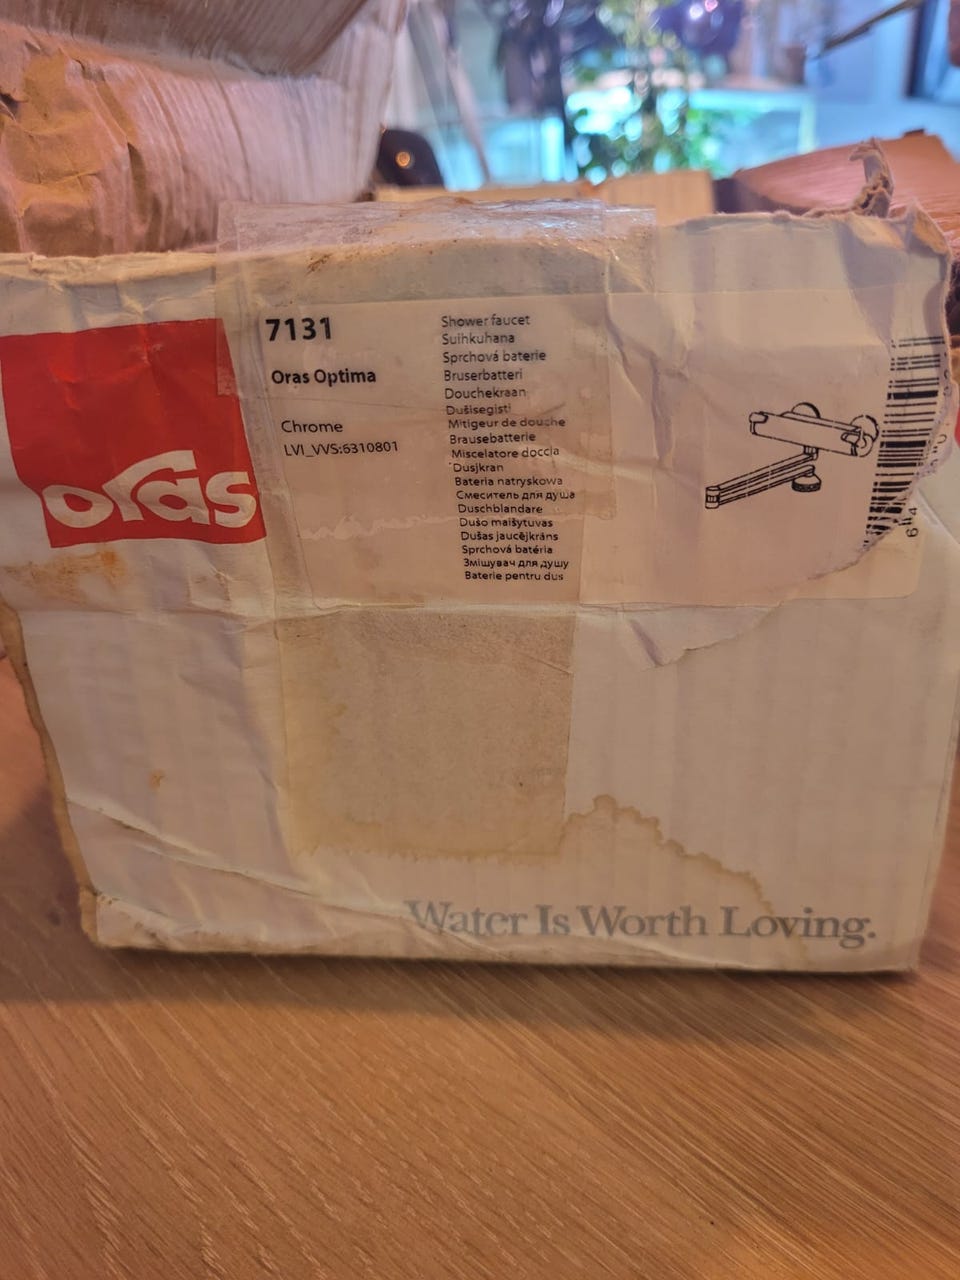 oras
7131
Oras Optima
Chrome
LVI_VVS:6310801
Shower faucet
Suihkuhana
Sprchová baterie
Bruserbatteri
Douchekraan
Dušisegisti
Mitigeur de douche
Brausebatterie
Miscelatore doccia
Dusjkran
Bateria natryskowa
Смеситель для душа
Duschblandare
Dušo maišytuvas
Dušas jaucējkrāns
Sprchová batéria
Змішувач для душу
Baterie pentru dus
Water Is Worth Loving.